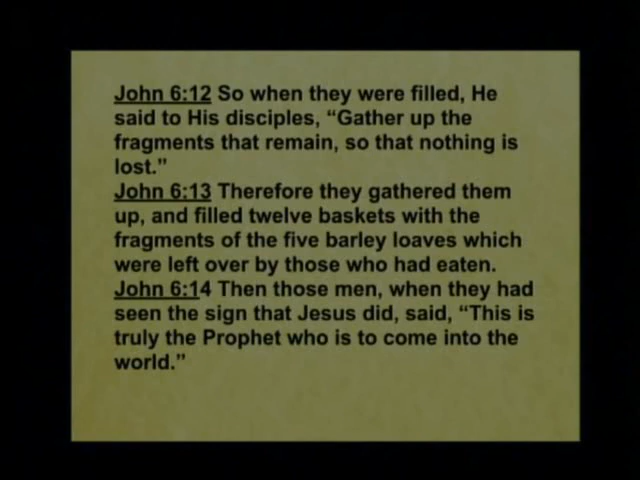 John 6:12 So when they were filled, He
said to His disciples, “Gather up the
fragments that remain, so that nothing is
lost.”
John 6:13 Therefore they gathered them
up, and filled twelve baskets with the
fragments of the five barley loaves which
were left over by those who had eaten.
John 6:14 Then those men, when they had
seen the sign that Jesus did, said, “This is
truly the Prophet who is to come into the
world.”